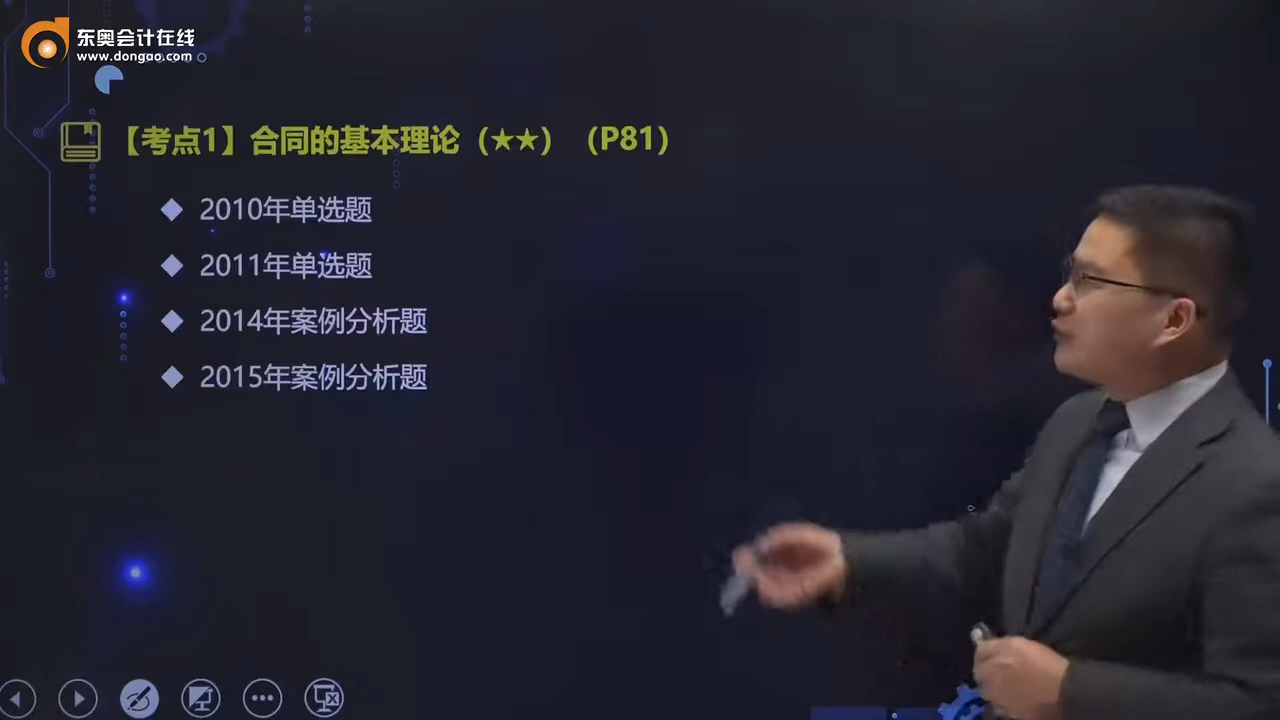 东奥会计在线
www.dongao.com
【考点1】合同的基本理论（★★）（P81）
◆ 2010年单选题
◆ 2011年单选题
◆ 2014年案例分析题
◆ 2015年案例分析题